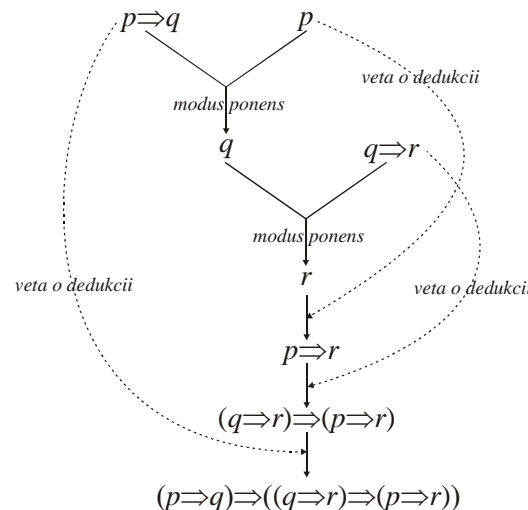 p⇒q p
veta o dedukcii
modus ponens
q q⇒r
modus ponens
veta o dedukcii r veta o dedukcii
p⇒r
(q⇒r)⇒(p⇒r)
(p⇒q)⇒((q⇒r)⇒(p⇒r))